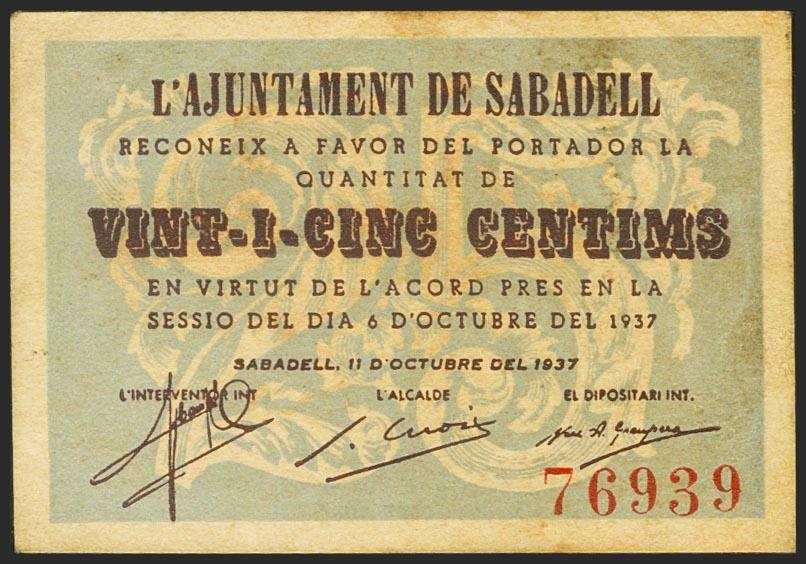 L'AJUNTAMENT DE SABADELL
RECONEIX A FAVOR DEL PORTADOR LA
QUANTITAT DE
VINT-I-CINC CENTIMS
EN VIRTUT DE L'ACORD PRES EN LA
SESSIO DEL DIA 6 D'OCTUBRE DEL 1937
SABADELL, 11 D'OCTUBRE DEL 1937
L'INTERVENTOR INT L'ALCALDE EL DIPOSITARI INT.
76939